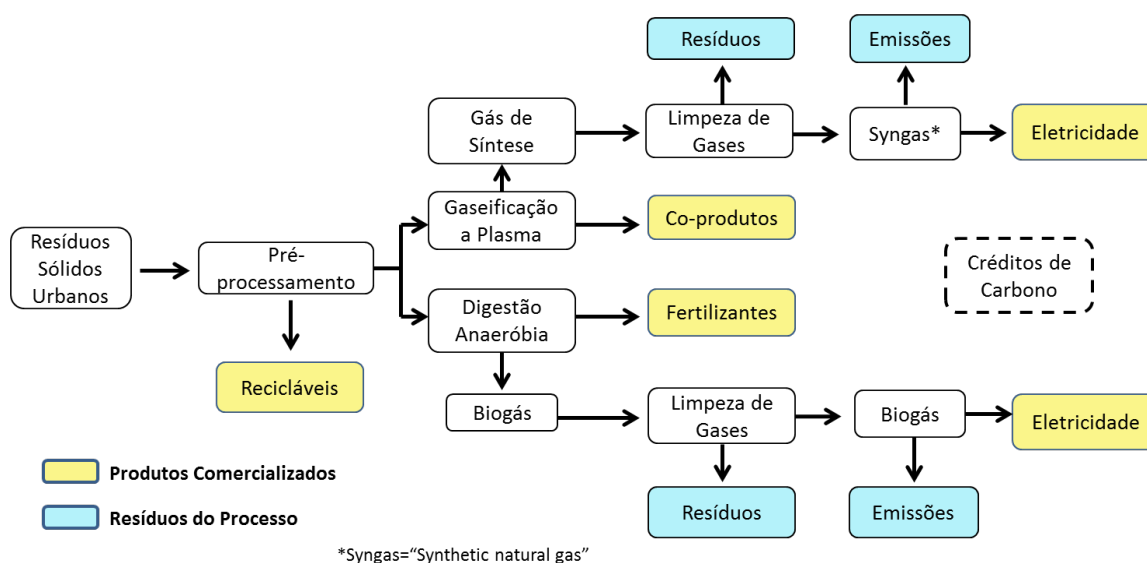 Resíduos
Emissões
Gás de
Síntese
Limpeza de
Gases
Syngas*
Eletricidade
Gaseificação
a Plasma
Co-produtos
Resíduos
Sólidos
Urbanos
Pré-
processamento
Créditos de
Carbono
Digestão
Anaeróbia
Fertilizantes
Recicláveis
Biogás
Limpeza de
Gases
Biogás
Eletricidade
Produtos Comercializados
Resíduos do Processo
Resíduos
Emissões
*Syngas=“Synthetic natural gas”